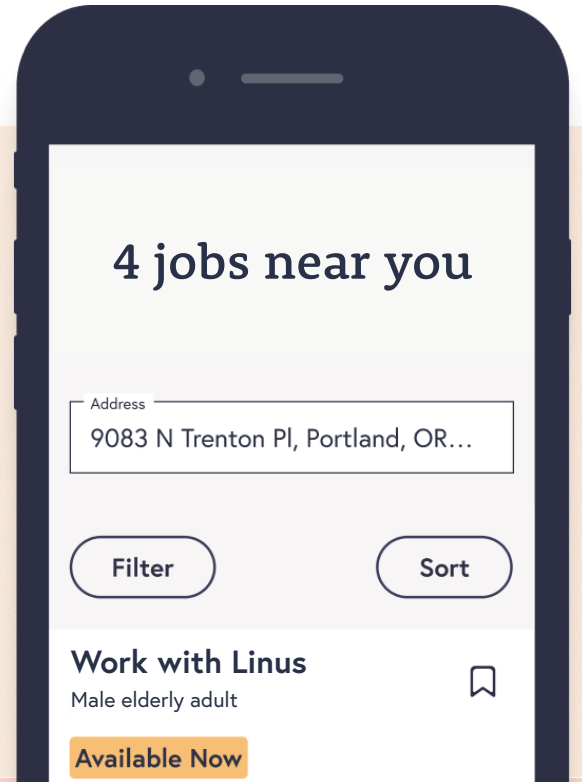 4 jobs near you
Address
9083 N Trenton Pl, Portland, OR...
Filter
Sort
Work with Linus
Male elderly adult
Available Now